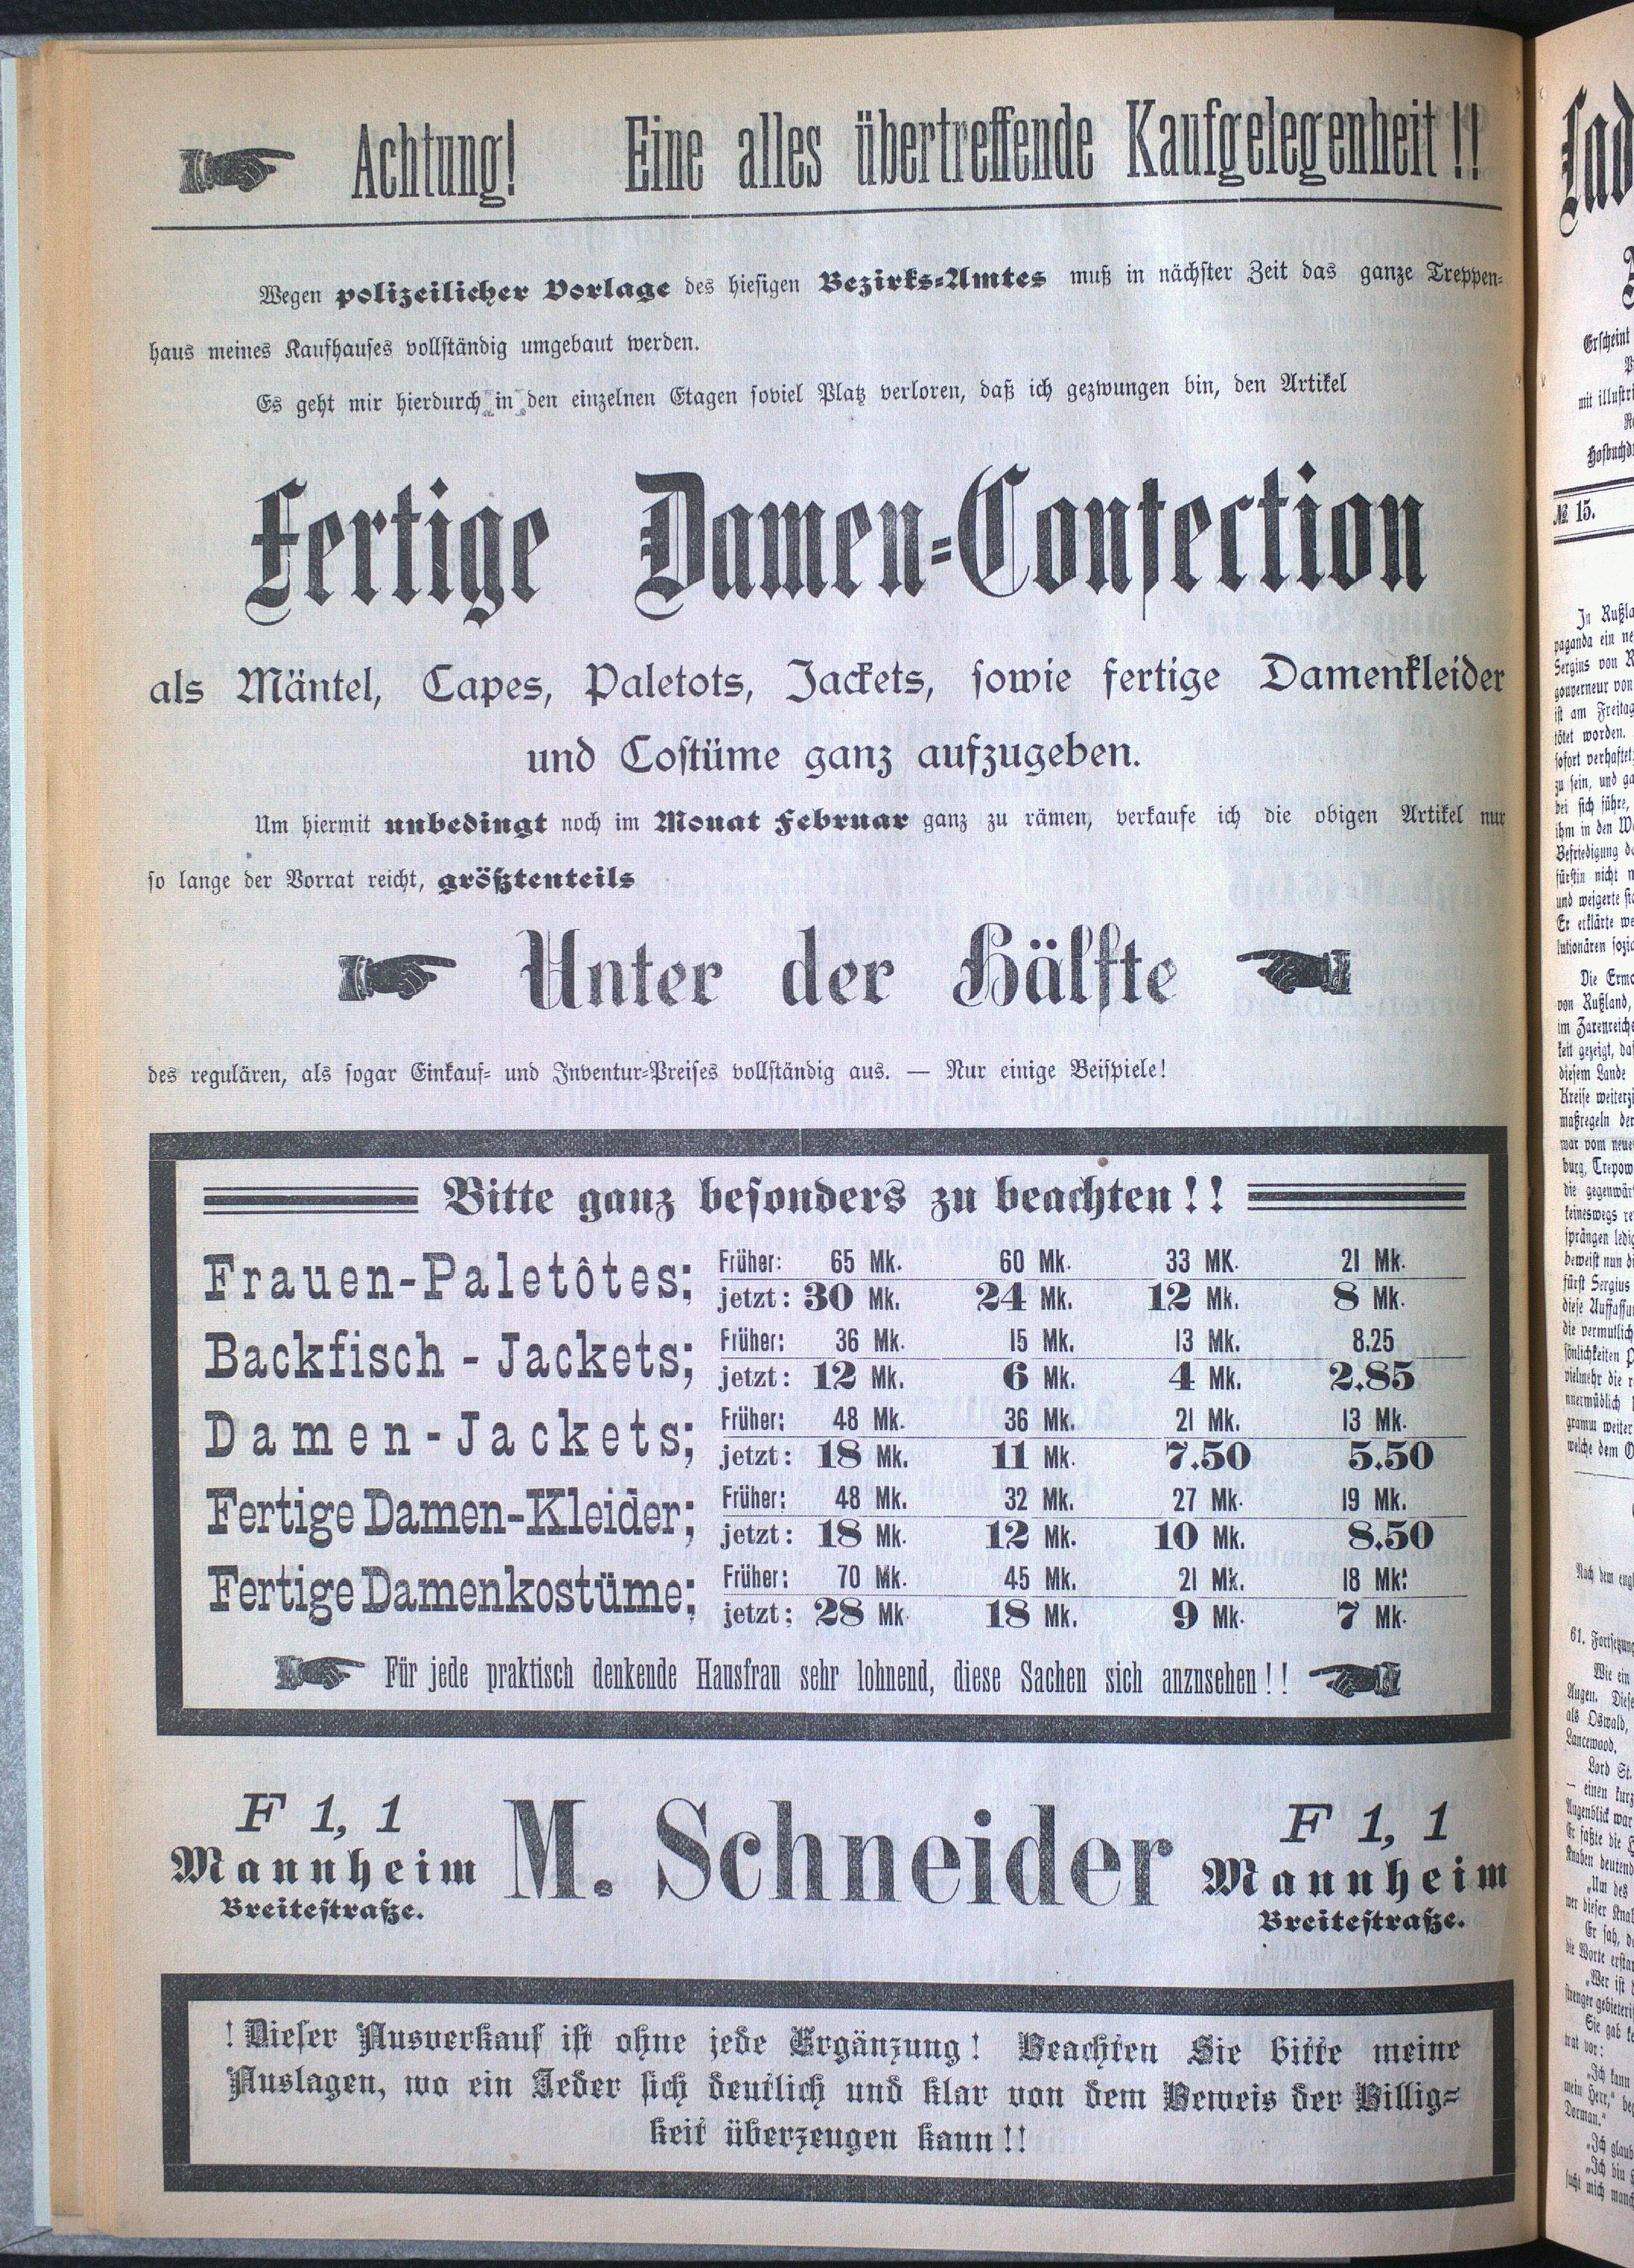 Achtung! Eine alles übertreffende Kaufgelegenheit!!
Wegen polizeilicher Vorlage des hiesigen Bezirks-Amtes muß in nächster Zeit das ganze Treppen-
haus meines Kaufhauses vollständig umgebaut werden.
Es geht mir hierdurch in den einzelnen Etagen soviel Platz verloren, daß ich gezwungen bin, den Artikel
Fertige Damen-Confection
als Mäntel, Capes, Paletots, Jackets, sowie fertige Damenkleider
und Costüme ganz aufzugeben.
Um hiermit unbedingt noch im Monat Februar ganz zu rämen, verkaufe ich die obigen Artikel nur
so lange der Vorrat reicht, größtenteils
Unter der Hälfte
des regulären, als sogar Einkauf- und Inventur-Preises vollständig aus. — Nur einige Beispiele!
Bitte ganz besonders zu beachten!!
Frauen-Paletôtes; Früher: 65 Mk. 60 Mk. 33 MK. 21 Mk.
jetzt: 30 Mk. 24 Mk. 12 Mk. 8 Mk.
Backfisch-Jackets; Früher: 36 Mk. 15 Mk. 13 Mk. 8.25
jetzt: 12 Mk. 6 Mk. 4 Mk. 2.85
Damen-Jackets; Früher: 48 Mk. 36 Mk. 21 Mk. 13 Mk.
jetzt: 18 Mk. 11 Mk. 7.50 5.50
Fertige Damen-Kleider; Früher: 48 Mk. 32 Mk. 27 Mk. 19 Mk.
jetzt: 18 Mk. 12 Mk. 10 Mk. 8.50
Fertige Damenkostüme; Früher: 70 Mk. 45 Mk. 21 Mk. 18 Mk.
jetzt: 28 Mk. 18 Mk. 9 Mk. 7 Mk.
Für jede praktisch denkende Hausfrau sehr lohnend, diese Sachen sich anznsehen!!
F 1, 1
Mannheim
Breitestraße.
M. Schneider
F 1, 1
Mannheim
Breitestraße.
! Dieser Ausverkauf ist ohne jede Ergänzung! Beachten Sie bitte meine
Auslagen, wo ein Jeder sich deutlich und klar von dem Beweis der Billig-
keit überzeugen kann!!
№ 15.